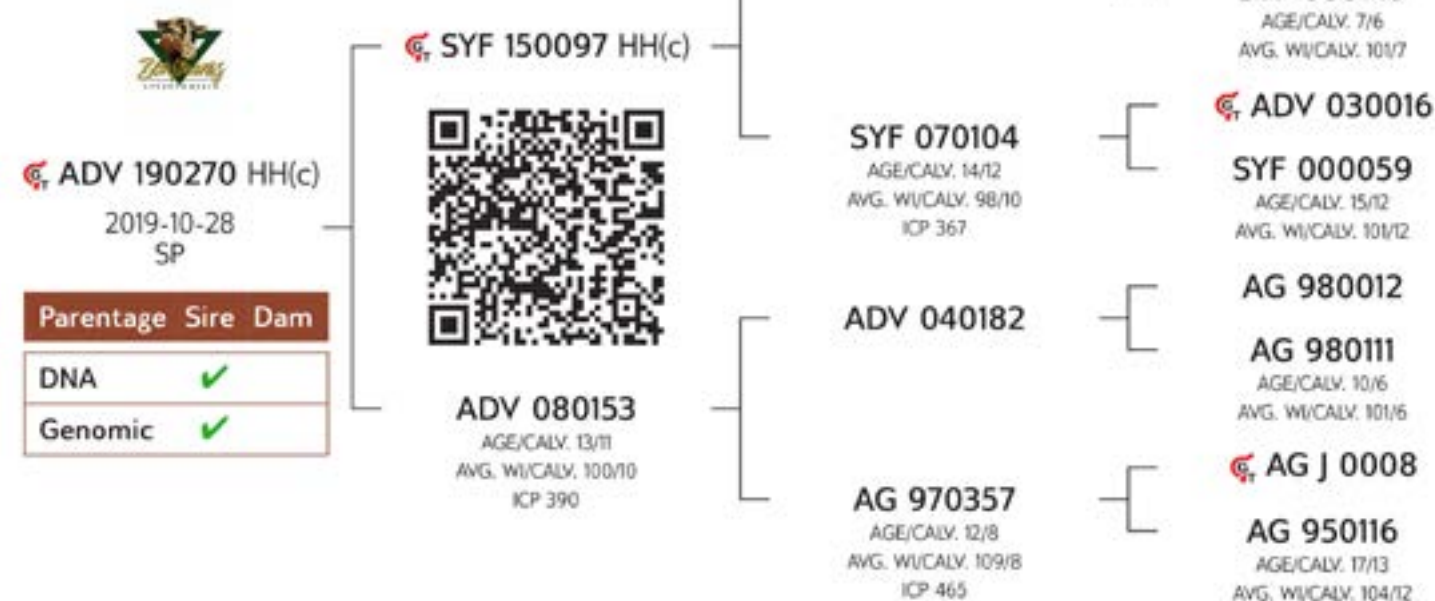 AGE/CALV. 7/6
AVG. WI/CALV. 101/7
SYF 150097 HH(c)
ADV 190270 HH(c)
2019-10-28
SP
Parentage Sire Dam
DNA ✔
Genomic ✔
ADV 080153
AGE/CALV. 13/11
AVG. WI/CALV. 100/10
ICP 390
SYF 070104
AGE/CALV. 14/12
AVG. WI/CALV. 98/10
ICP 367
ADV 040182
AG 970357
AGE/CALV. 12/8
AVG. WI/CALV. 109/8
ICP 465
ADV 030016
SYF 000059
AGE/CALV. 15/12
AVG. WI/CALV. 101/12
AG 980012
AG 980111
AGE/CALV. 10/6
AVG. WI/CALV. 101/6
AG J 0008
AG 950116
AGE/CALV. 17/13
AVG. WI/CALV. 104/12